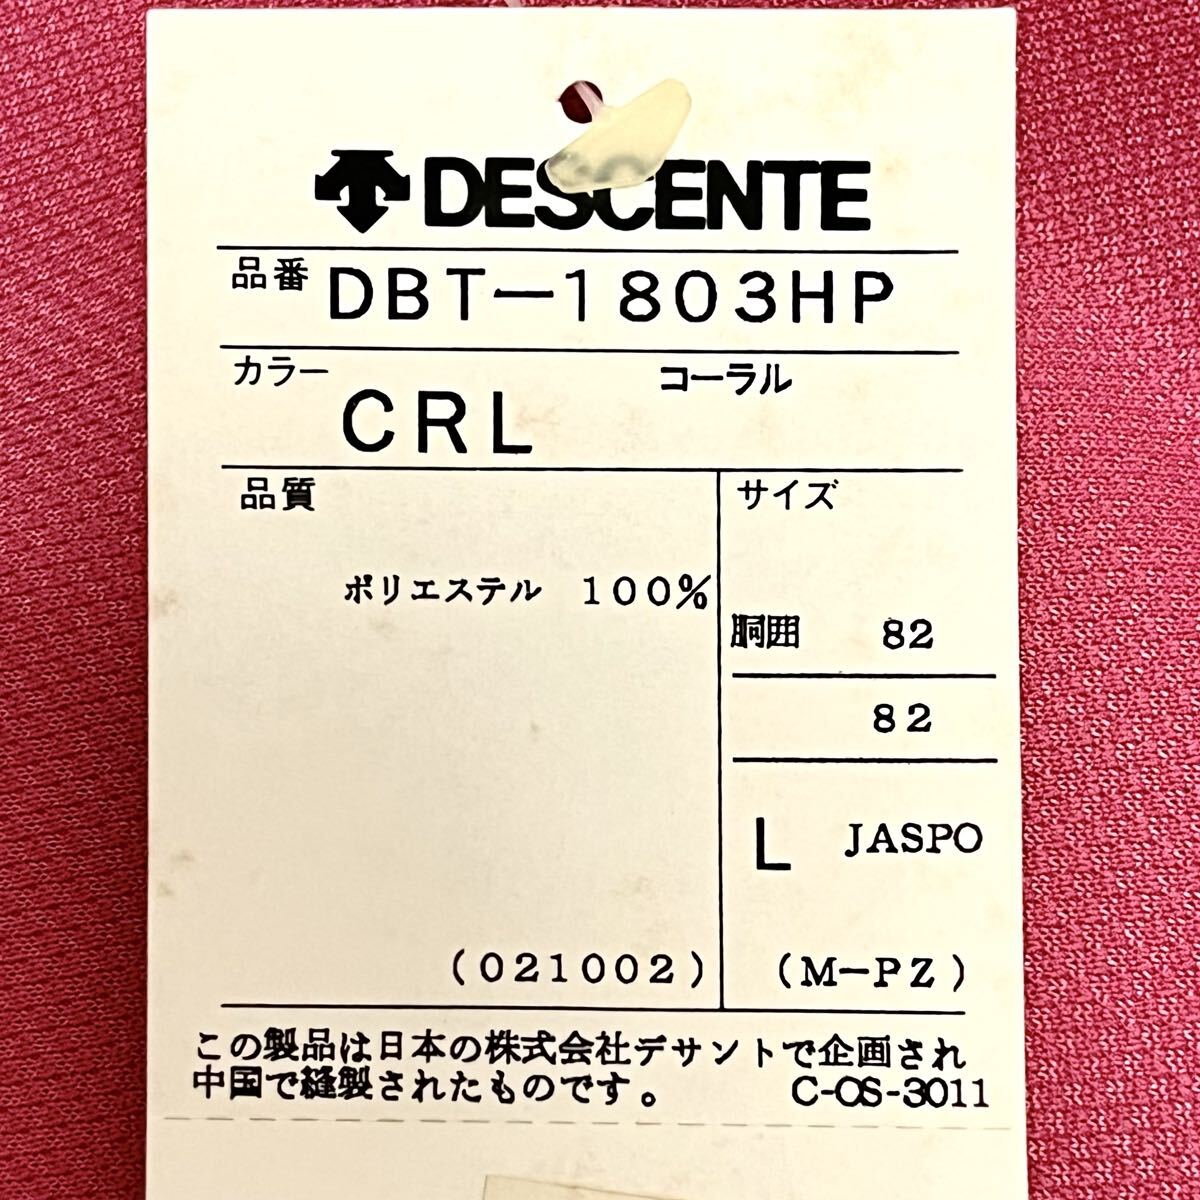 DESCENTE
品番 DBT－1803HP
カラー コーラル
CRL
品質 サイズ
ポリエステル 100％
胴囲 82
82
L JASPO
(021002) (M－PZ)
この製品は日本の株式会社デサントで企画され
中国で縫製されたものです。 C-OS-3011